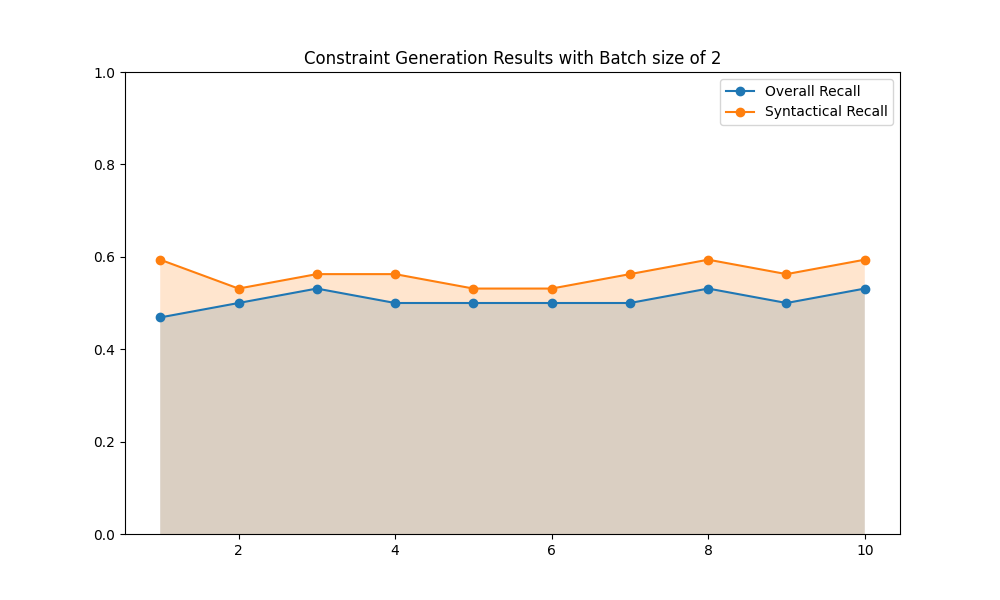 Constraint Generation Results with Batch size of 2
Overall Recall
Syntactical Recall
1.0
0.8
0.6
0.4
0.2
0.0
2 4 6 8 10